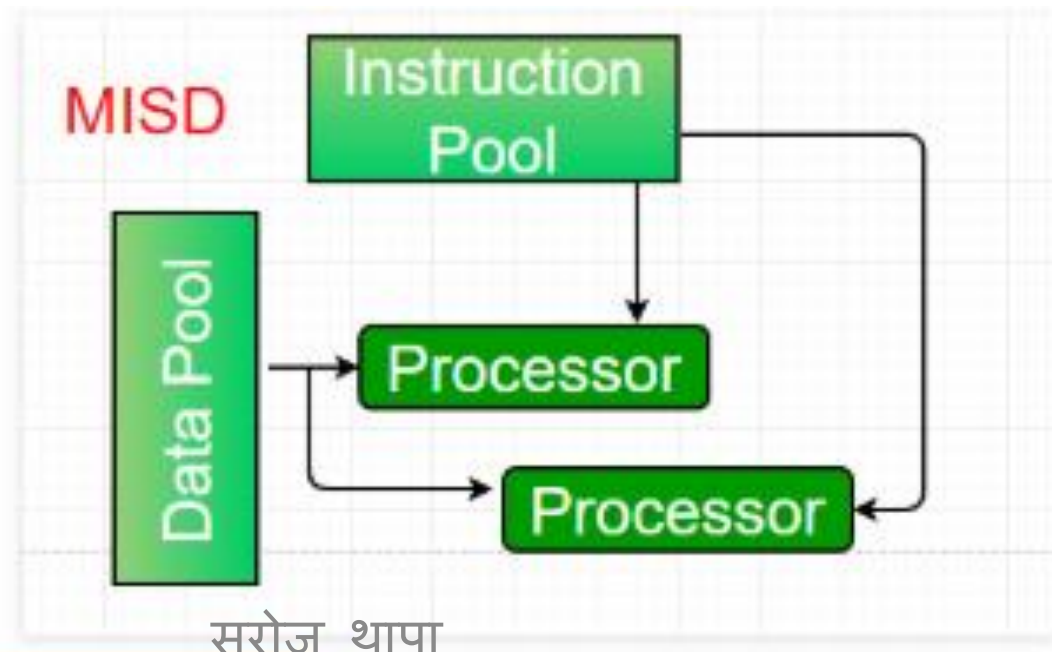 MISD
Instruction
Pool
Data Pool
Processor
Processor
सरोज थापा